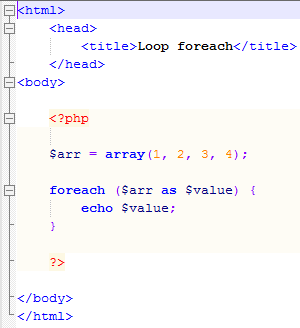 <html>
<head>
<title>Loop foreach</title>
</head>
<body>
<?php
$arr = array(1, 2, 3, 4);
foreach ($arr as $value) {
echo $value;
}
?>
</body>
</html>